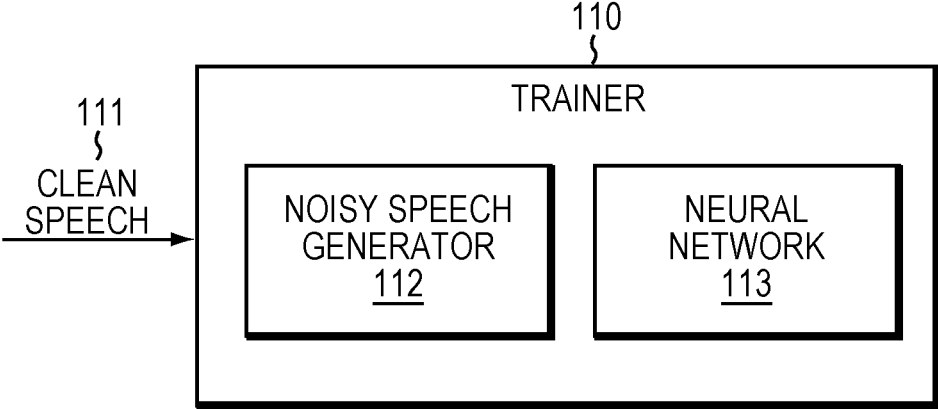 110
TRAINER
111
CLEAN
SPEECH
NOISY SPEECH
GENERATOR
112
NEURAL
NETWORK
113